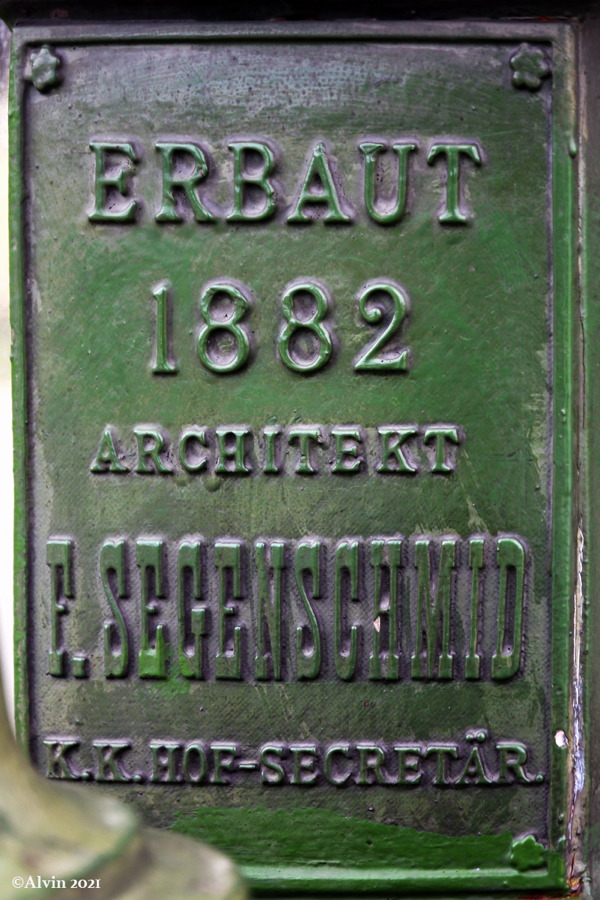 ERBAUT
1882
ARCHITEKT
F. SEGENSCHMID
K.K. HOF-SECRETÄR.
©Alvin 2021